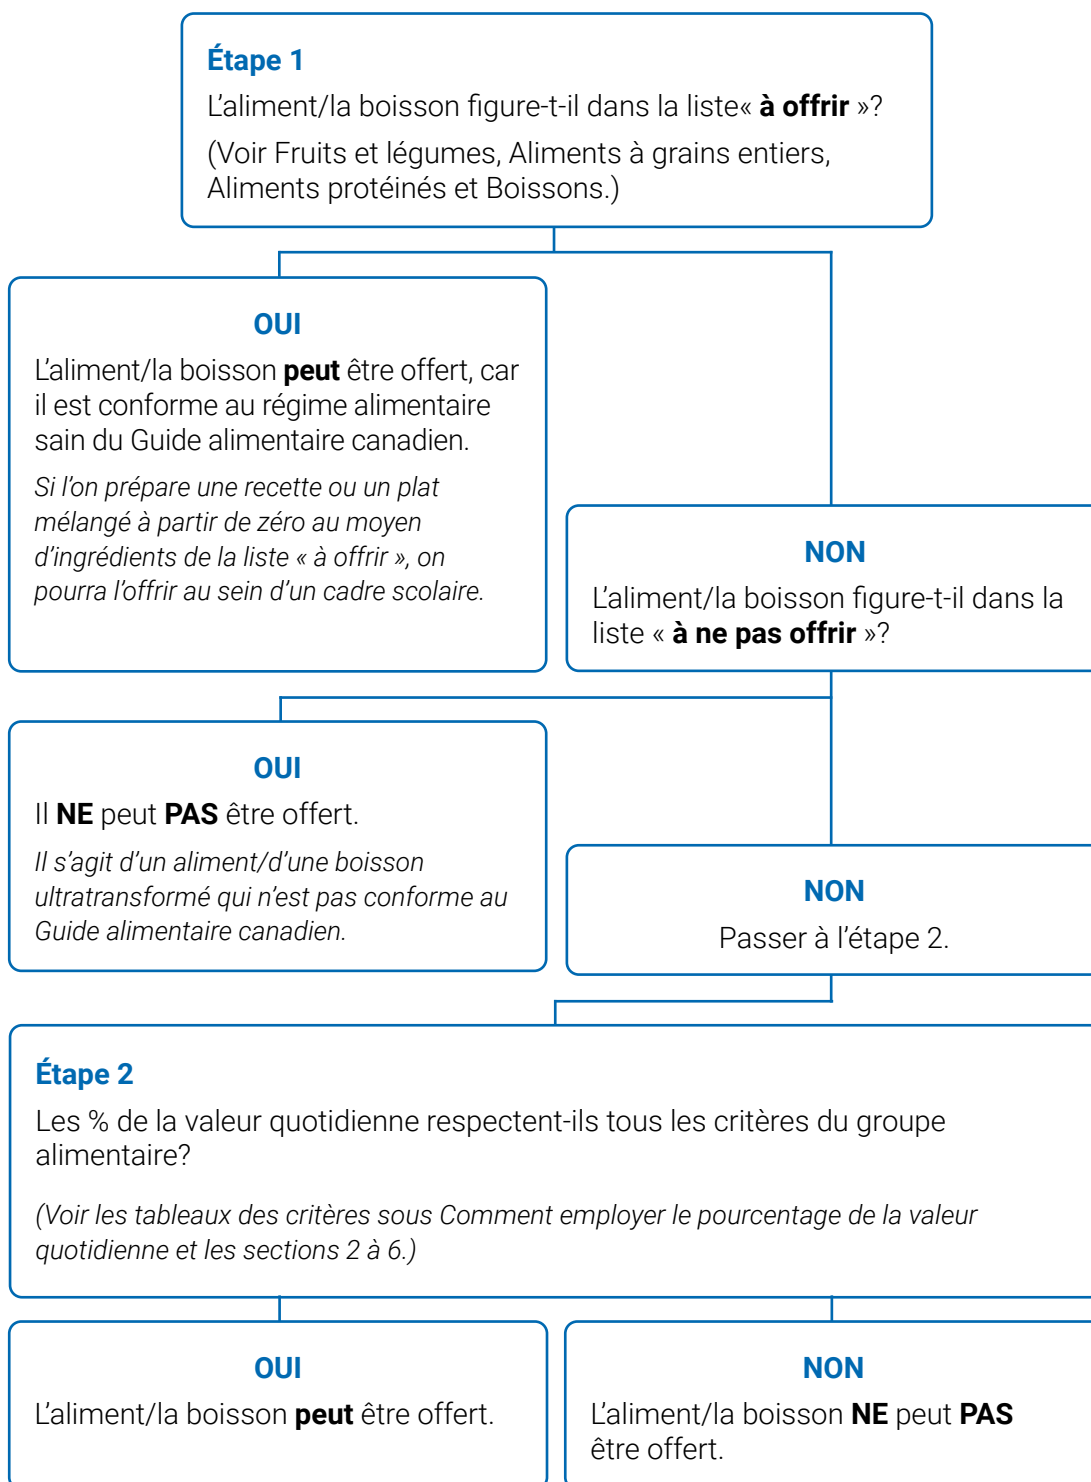 Étape 1
L'aliment/la boisson figure-t-il dans la liste« à offrir »?
(Voir Fruits et légumes, Aliments à grains entiers,
Aliments protéinés et Boissons.)
OUI
L'aliment/la boisson peut être offert, car
il est conforme au régime alimentaire
sain du Guide alimentaire canadien.
Si l'on prépare une recette ou un plat
mélangé à partir de zéro au moyen
d'ingrédients de la liste « à offrir », on
pourra l'offrir au sein d'un cadre scolaire.
NON
L'aliment/la boisson figure-t-il dans la
liste « à ne pas offrir »?
OUI
Il NE peut PAS être offert.
Il s'agit d'un aliment/d'une boisson
ultratransformé qui n'est pas conforme au
Guide alimentaire canadien.
NON
Passer à l'étape 2.
Étape 2
Les % de la valeur quotidienne respectent-ils tous les critères du groupe
alimentaire?
(Voir les tableaux des critères sous Comment employer le pourcentage de la valeur
quotidienne et les sections 2 à 6.)
OUI
L'aliment/la boisson peut être offert.
NON
L'aliment/la boisson NE peut PAS
être offert.